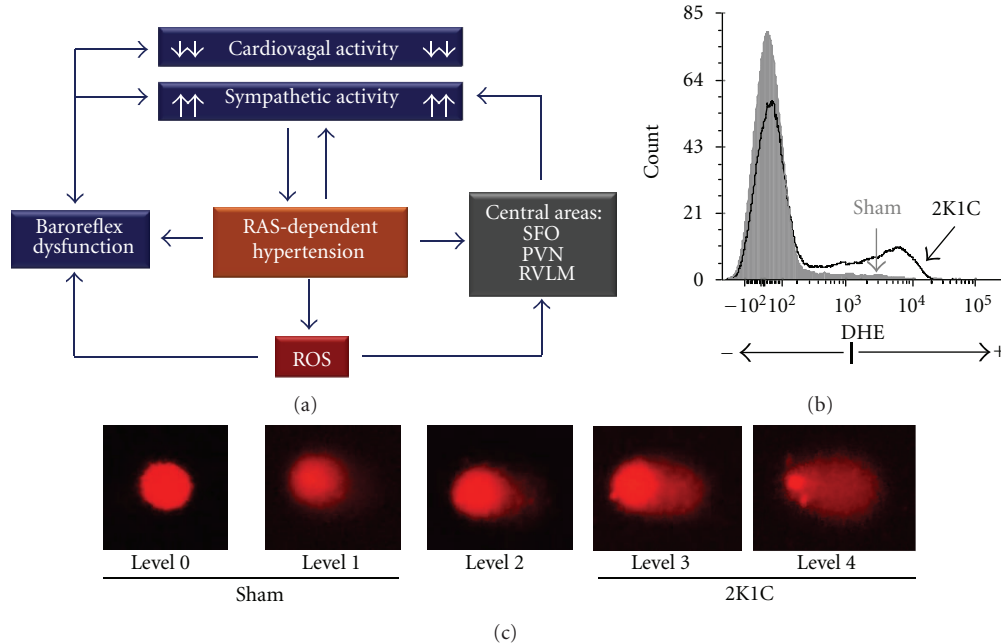 Cardiovagal activity
Sympathetic activity
Baroreflex
dysfunction
RAS-dependent
hypertension
Central areas:
SFO
PVN
RVLM
ROS
(a)
85
64
43
21
0
Count
Sham
2K1C
−10² 10² 10³ 10⁴ 10⁵
DHE
− +
(b)
Level 0 Level 1 Level 2 Level 3 Level 4
Sham 2K1C
(c)